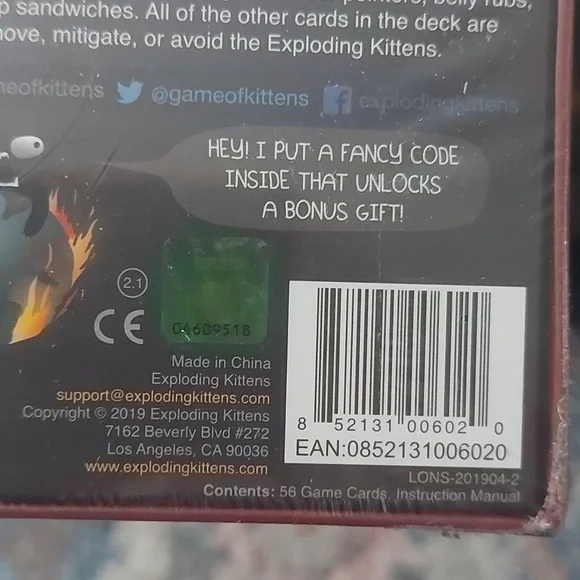 sandwiches. All of the other cards in the deck are
mitigate, or avoid the Exploding Kittens.
@gameofkittens f explodingkittens
HEY! I PUT A FANCY CODE
INSIDE THAT UNLOCKS
A BONUS GIFT!
2.1
CE 04609518
Made in China
Exploding Kittens
support@explodingkittens.com
Copyright © 2019 Exploding Kittens
7162 Beverly Blvd #272
Los Angeles, CA 90036
www.explodingkittens.com
8 52131 00602 0
EAN:0852131006020
LONS-201904-2
Contents: 56 Game Cards, Instruction Manual